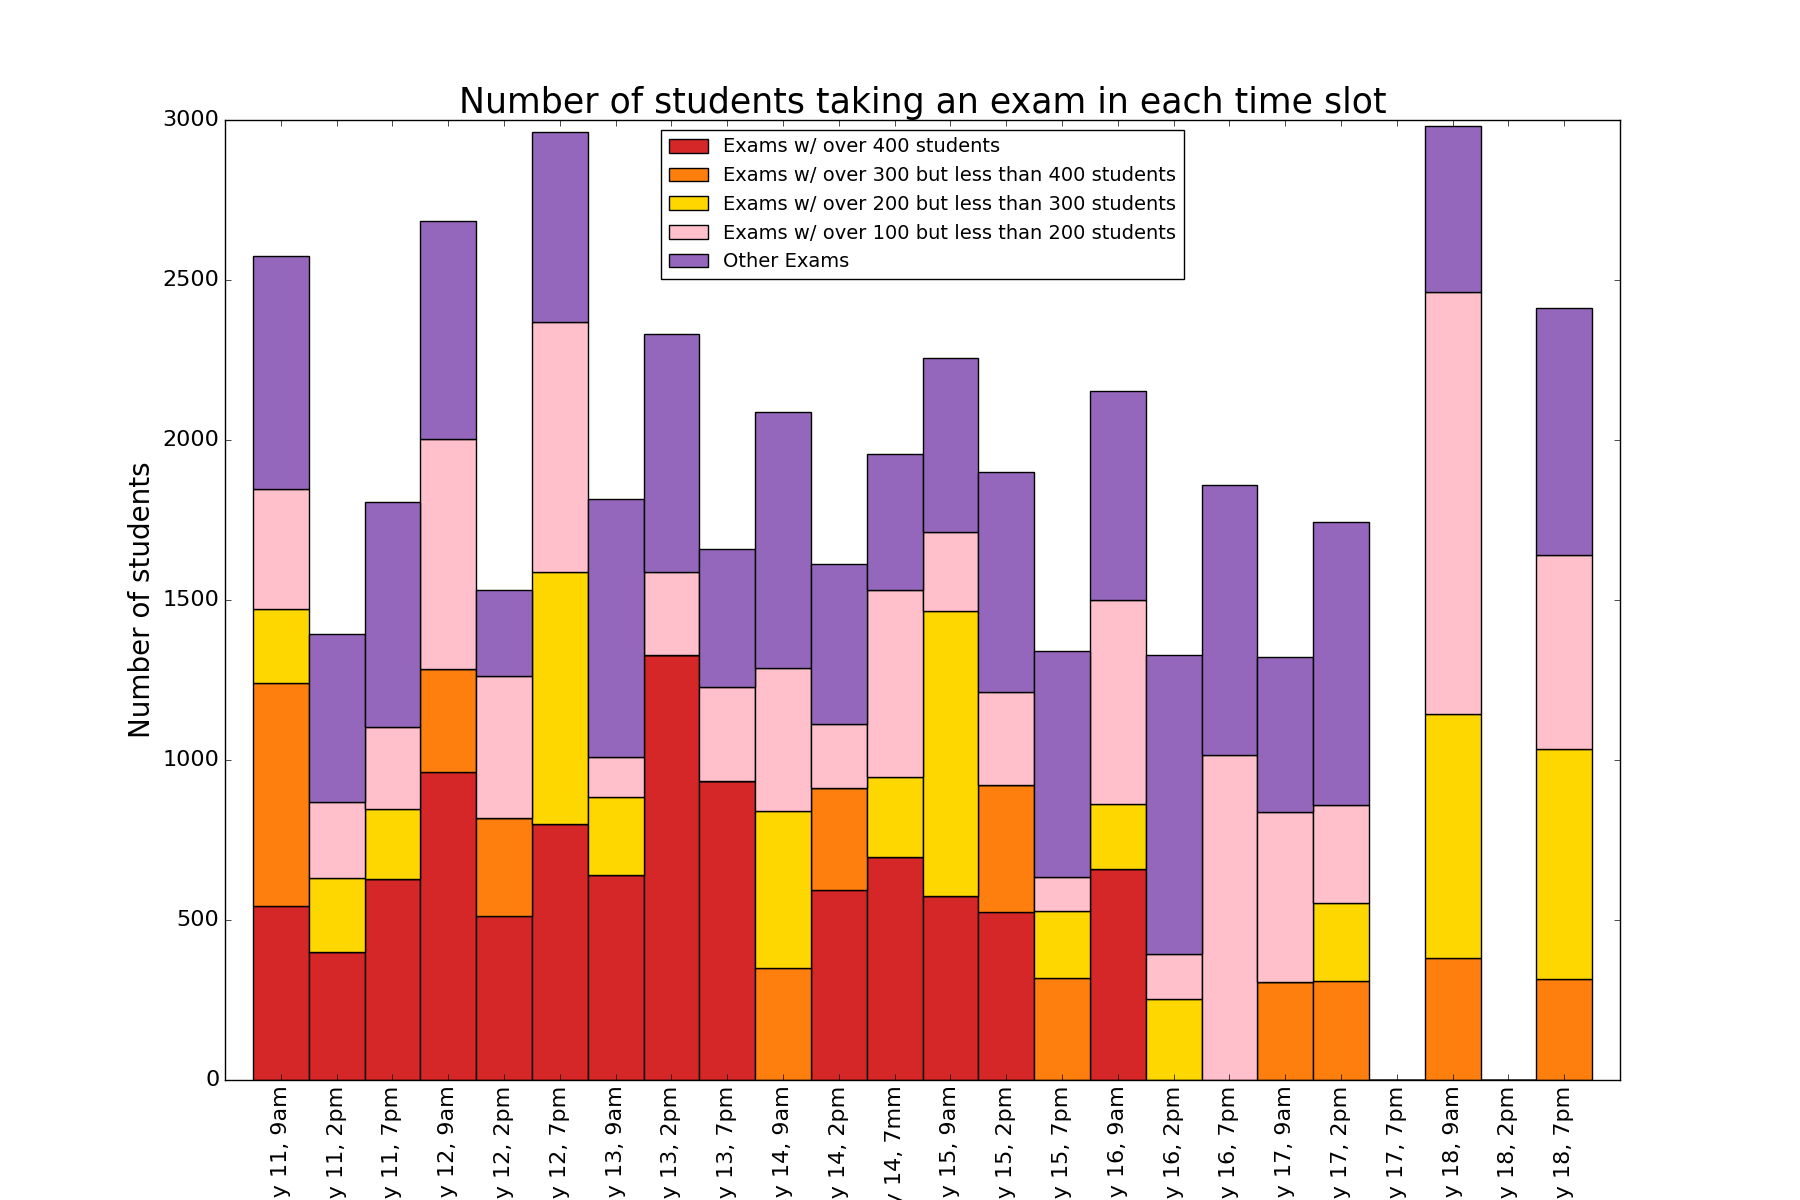 Number of students taking an exam in each time slot
Exams w/ over 400 students
Exams w/ over 300 but less than 400 students
Exams w/ over 200 but less than 300 students
Exams w/ over 100 but less than 200 students
Other Exams
Number of students
3000
2500
2000
1500
1000
500
0
y 11, 9am
y 11, 2pm
y 11, 7pm
y 12, 9am
y 12, 2pm
y 12, 7pm
y 13, 9am
y 13, 2pm
y 13, 7pm
y 14, 9am
y 14, 2pm
y 14, 7mm
y 15, 9am
y 15, 2pm
y 15, 7pm
y 16, 9am
y 16, 2pm
y 16, 7pm
y 17, 9am
y 17, 2pm
y 17, 7pm
y 18, 9am
y 18, 2pm
y 18, 7pm